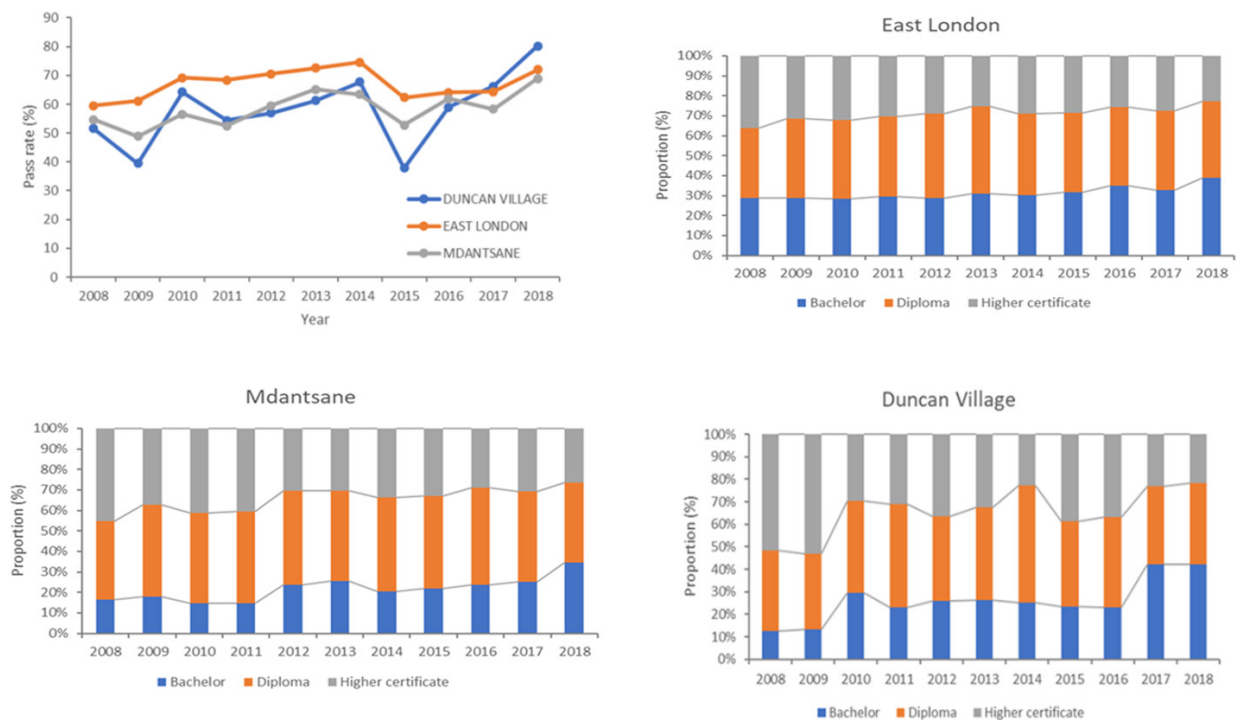 90
80
70
60
50
40
30
20
10
0
Pass rate (%)
DUNCAN VILLAGE
EAST LONDON
MDANTSANE
2008 2009 2010 2011 2012 2013 2014 2015 2016 2017 2018
Year
East London
100%
90%
80%
70%
60%
50%
40%
30%
20%
10%
0%
Proportion (%)
2008 2009 2010 2011 2012 2013 2014 2015 2016 2017 2018
Bachelor Diploma Higher certificate
Mdantsane
100%
90%
80%
70%
60%
50%
40%
30%
20%
10%
0%
Proportion (%)
2008 2009 2010 2011 2012 2013 2014 2015 2016 2017 2018
Bachelor Diploma Higher certificate
Duncan Village
100%
90%
80%
70%
60%
50%
40%
30%
20%
10%
0%
Proportion (%)
2008 2009 2010 2011 2012 2013 2014 2015 2016 2017 2018
Bachelor Diploma Higher certificate